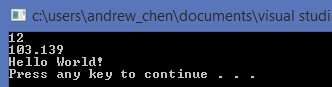 c:\users\andrew_chen\documents\visual studi
12
103.139
Hello World!
Press any key to continue . . .